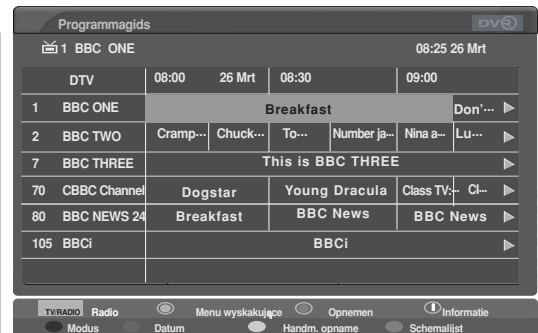 Programmagids DVR
1 BBC ONE 08:25 26 Mrt
DTV 08:00 26 Mrt 08:30 09:00
1 BBC ONE Breakfast Don'...
2 BBC TWO Cramp... Chuck... To... Number ja... Nina a... Lu...
7 BBC THREE This is BBC THREE
70 CBBC Channel Dogstar Young Dracula Class TV:... Cl...
80 BBC NEWS 24 Breakfast BBC News BBC News
105 BBCi BBCi
TV/RADIO Radio Menu wyskakujące Opnemen Informatie
Modus Datum Handm. opname Schemalijst